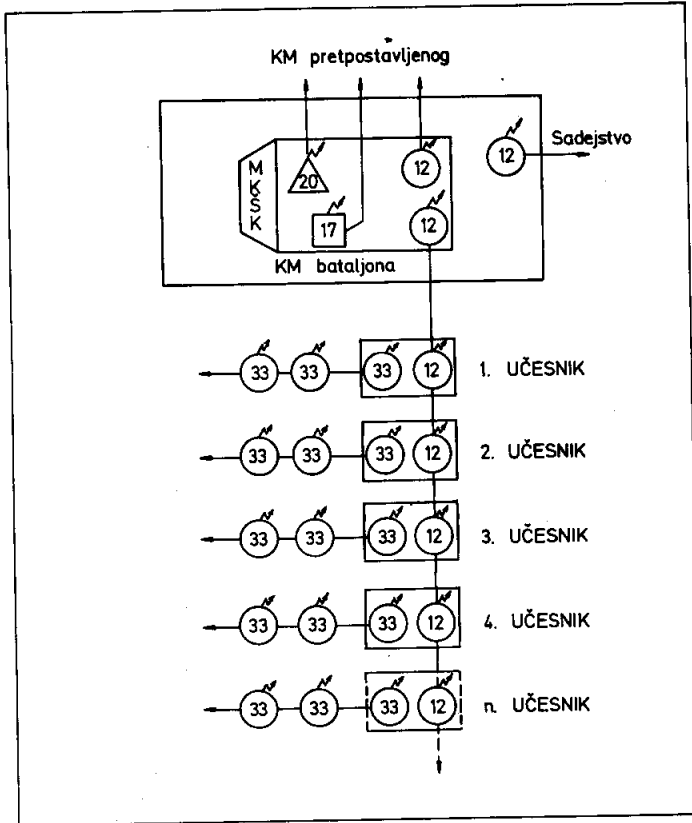 KM pretpostavljenog
12
Sadejstvo
MKŠK
20
12
17
12
KM bataljona
33 33 33 12 1. UČESNIK
33 33 33 12 2. UČESNIK
33 33 33 12 3. UČESNIK
33 33 33 12 4. UČESNIK
33 33 33 12 n. UČESNIK